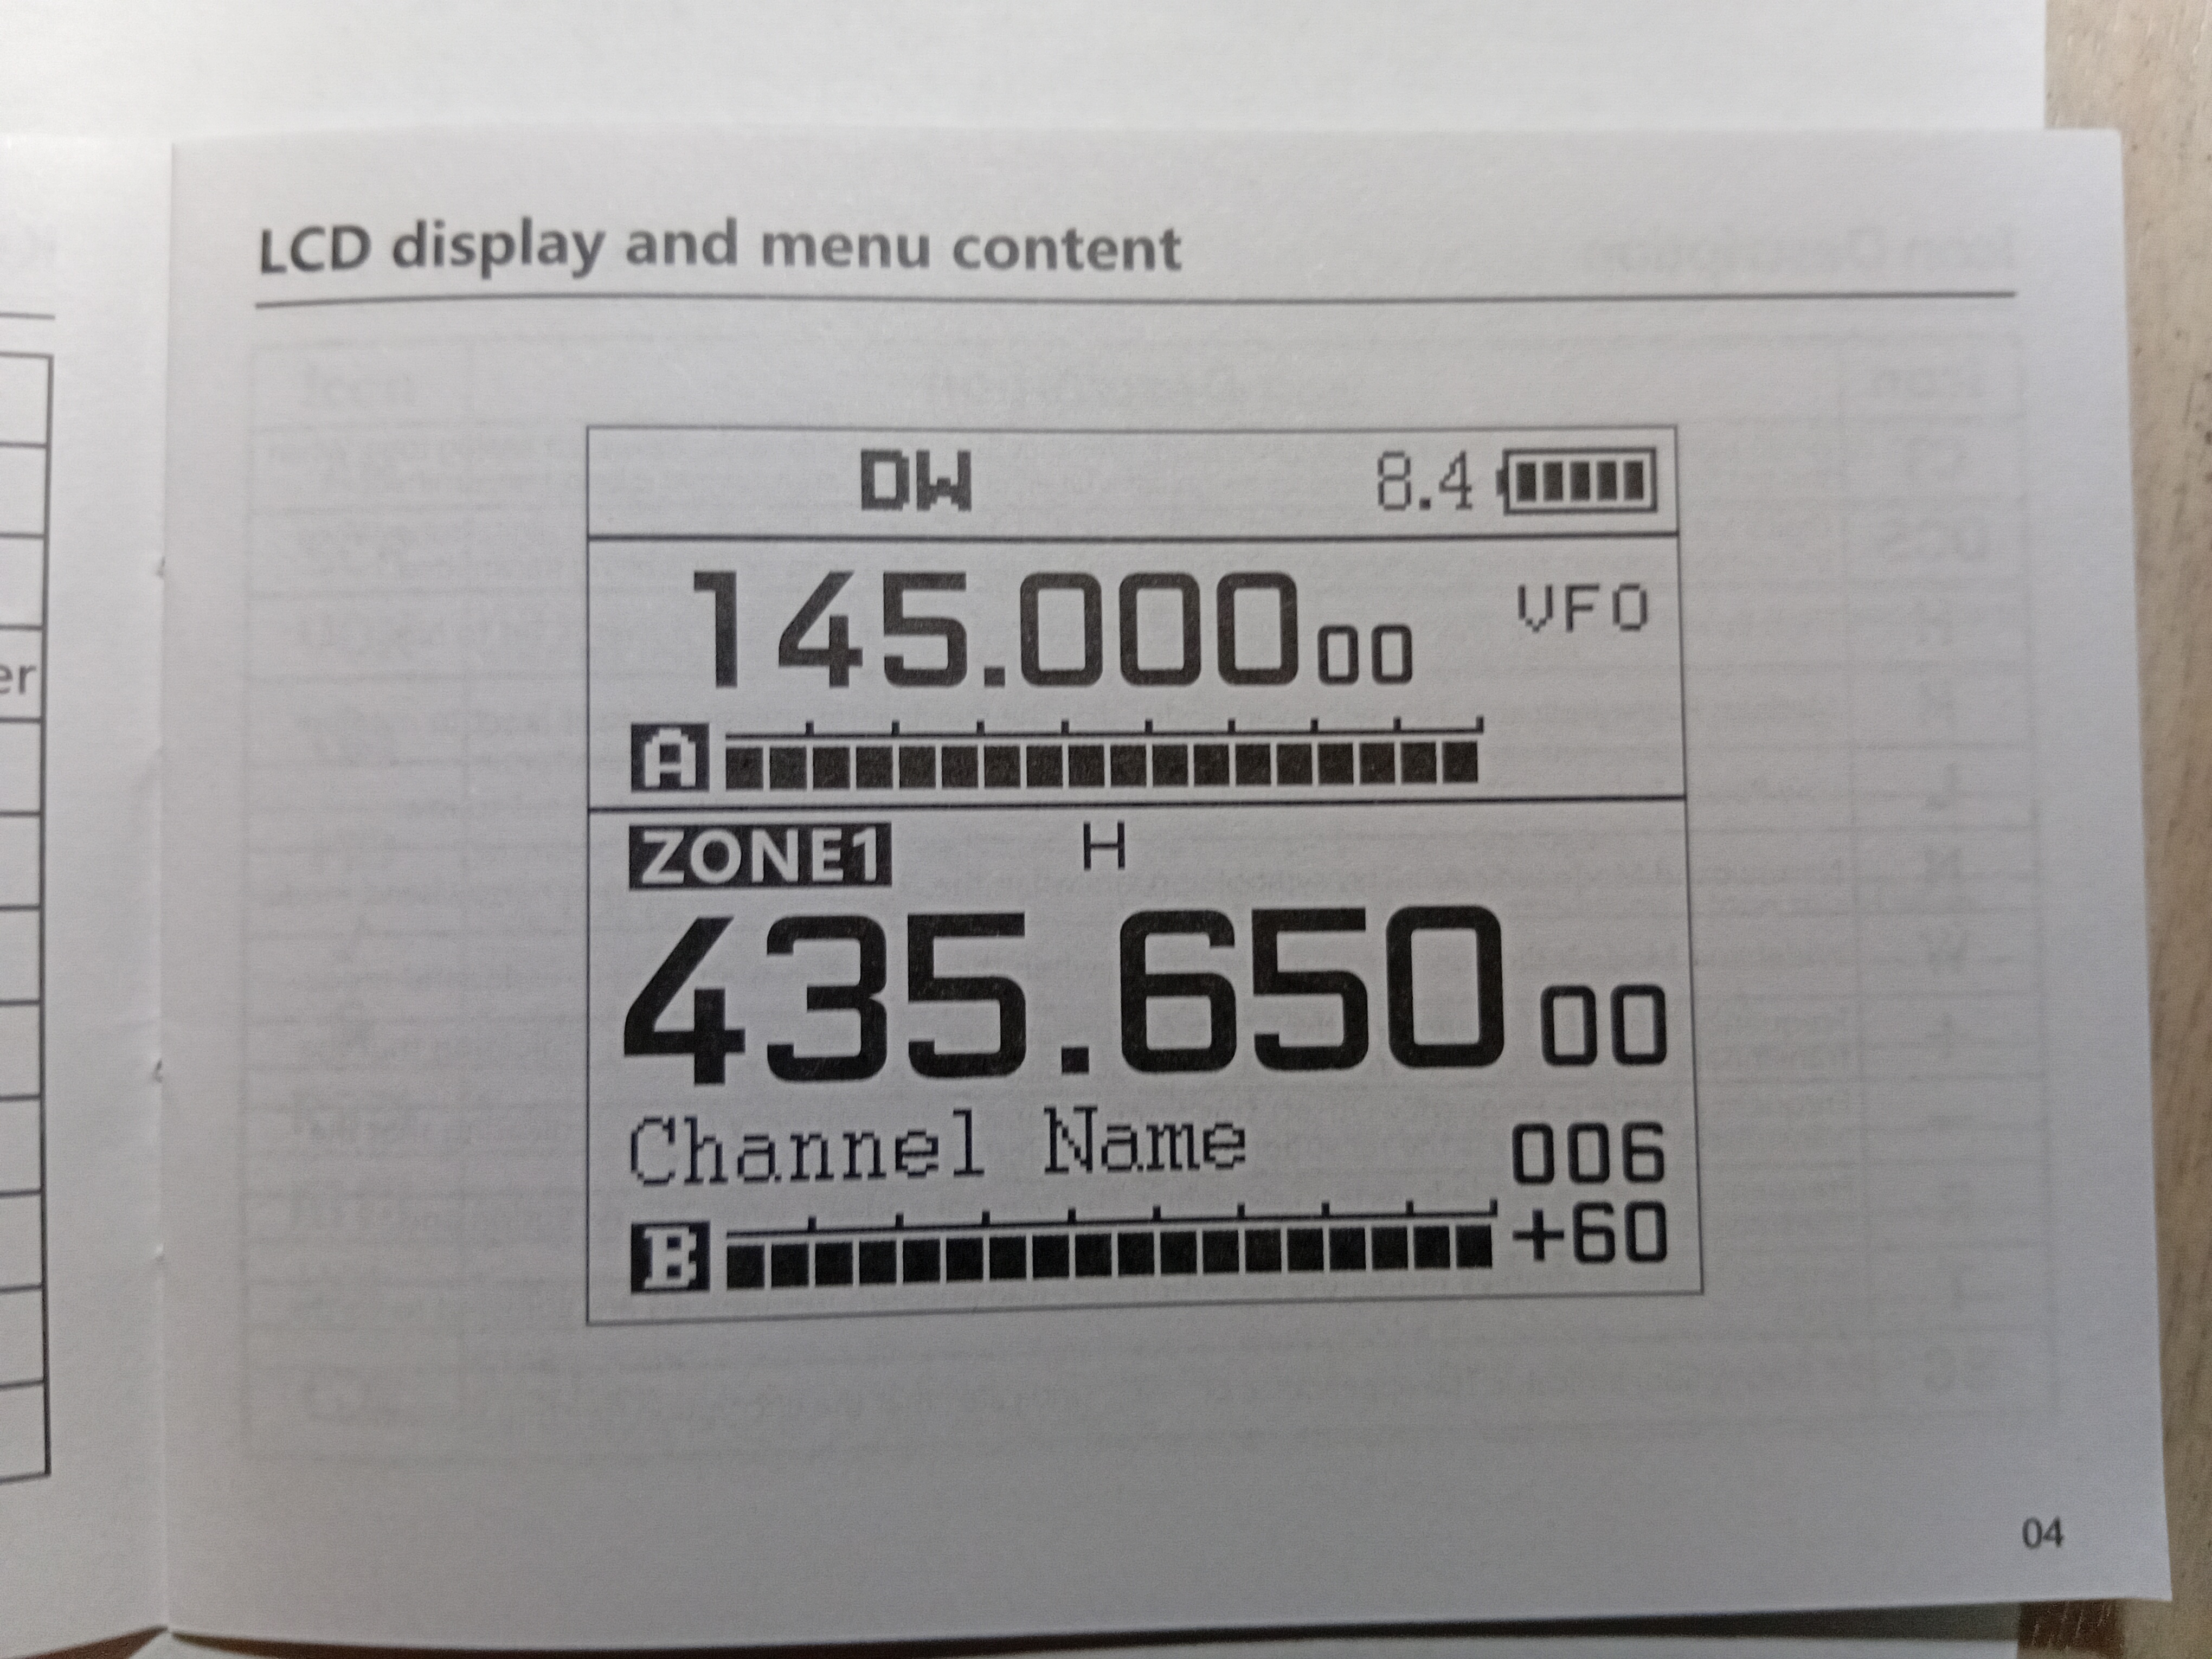 LCD display and menu content
DW 8.4
145.00000 VFO
A
ZONE1 H
435.65000
Channel Name 006
B +60
04
er